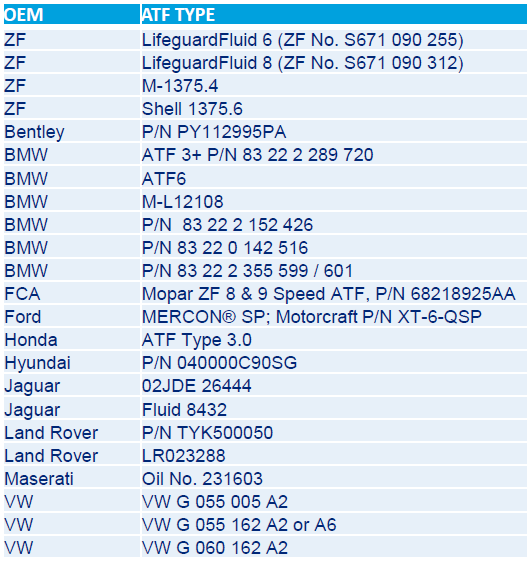 OEM ATF TYPE
ZF LifeguardFluid 6 (ZF No. S671 090 255)
ZF LifeguardFluid 8 (ZF No. S671 090 312)
ZF M-1375.4
ZF Shell 1375.6
Bentley P/N PY112995PA
BMW ATF 3+ P/N 83 22 2 289 720
BMW ATF6
BMW M-L12108
BMW P/N 83 22 2 152 426
BMW P/N 83 22 0 142 516
BMW P/N 83 22 2 355 599 / 601
FCA Mopar ZF 8 & 9 Speed ATF, P/N 68218925AA
Ford MERCON® SP; Motorcraft P/N XT-6-QSP
Honda ATF Type 3.0
Hyundai P/N 040000C90SG
Jaguar 02JDE 26444
Jaguar Fluid 8432
Land Rover P/N TYK500050
Land Rover LR023288
Maserati Oil No. 231603
VW VW G 055 005 A2
VW VW G 055 162 A2 or A6
VW VW G 060 162 A2